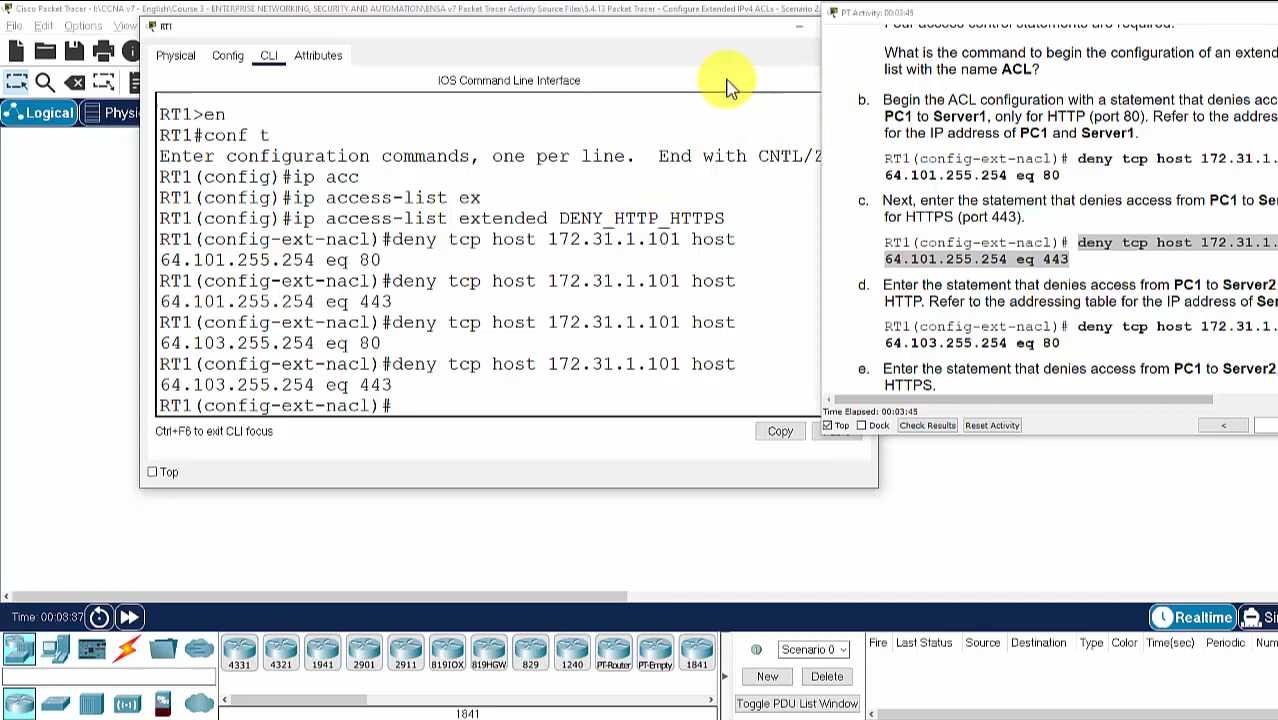 Cisco Packet Tracer - I:\CCNA v7 - English\Course 3 - ENTERPRISE NETWORKING, SECURITY AND AUTOMATION\ENSA v7 Packet Tracer Activity Source Files\5.4.13 Packet Tracer - Configure Extended IPv4 ACLs - Scenario 2
File Edit Options View
Logical
Physi
RT1
Physical Config CLI Attributes
IOS Command Line Interface
RT1>en
RT1#conf t
Enter configuration commands, one per line. End with CNTL/Z
RT1(config)#ip acc
RT1(config)#ip access-list ex
RT1(config)#ip access-list extended DENY_HTTP_HTTPS
RT1(config-ext-nacl)#deny tcp host 172.31.1.101 host
64.101.255.254 eq 80
RT1(config-ext-nacl)#deny tcp host 172.31.1.101 host
64.101.255.254 eq 443
RT1(config-ext-nacl)#deny tcp host 172.31.1.101 host
64.103.255.254 eq 80
RT1(config-ext-nacl)#deny tcp host 172.31.1.101 host
64.103.255.254 eq 443
RT1(config-ext-nacl)#
Ctrl+F6 to exit CLI focus
Copy
Top
PT Activity: 00:03:45
Four access control statements are required.
What is the command to begin the configuration of an extend
list with the name ACL?
b. Begin the ACL configuration with a statement that denies acc
PC1 to Server1, only for HTTP (port 80). Refer to the addres
for the IP address of PC1 and Server1.
RT1(config-ext-nacl)# deny tcp host 172.31.1.
64.101.255.254 eq 80
c. Next, enter the statement that denies access from PC1 to Se
for HTTPS (port 443).
RT1(config-ext-nacl)# deny tcp host 172.31.1.
64.101.255.254 eq 443
d. Enter the statement that denies access from PC1 to Server2,
HTTP. Refer to the addressing table for the IP address of Se
RT1(config-ext-nacl)# deny tcp host 172.31.1.
64.103.255.254 eq 80
e. Enter the statement that denies access from PC1 to Server2,
HTTPS.
Time Elapsed: 00:03:45
Top Dock Check Results Reset Activity <
Time: 00:03:37
Realtime Si
4331 4321 1941 2901 2911 819IOX 819HGW 829 1240 PT-Router PT-Empty 1841
1841
Scenario 0
New Delete
Toggle PDU List Window
Fire Last Status Source Destination Type Color Time(sec) Periodic Num